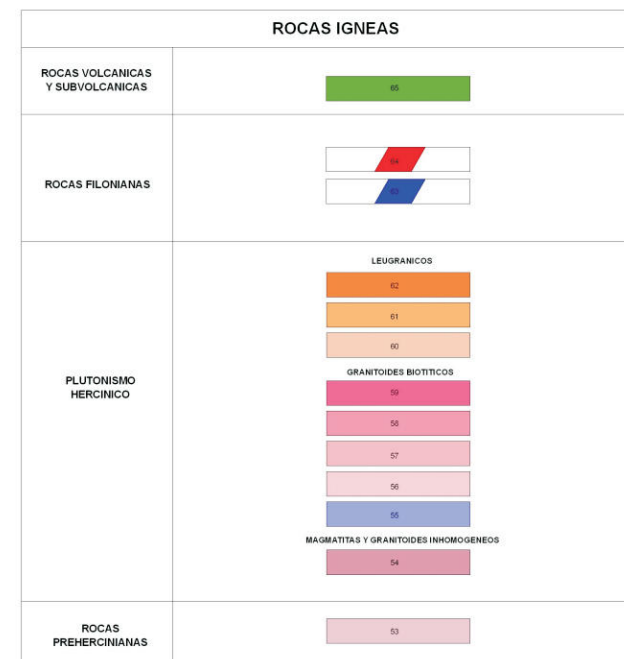 ROCAS IGNEAS
ROCAS VOLCANICAS
Y SUBVOLCANICAS
65
ROCAS FILONIANAS
64
63
PLUTONISMO
HERCINICO
LEUGRANICOS
62
61
60
GRANITOIDES BIOTITICOS
59
58
57
56
55
MAGMATITAS Y GRANITOIDES INHOMOGENEOS
54
ROCAS
PREHERCINIANAS
53